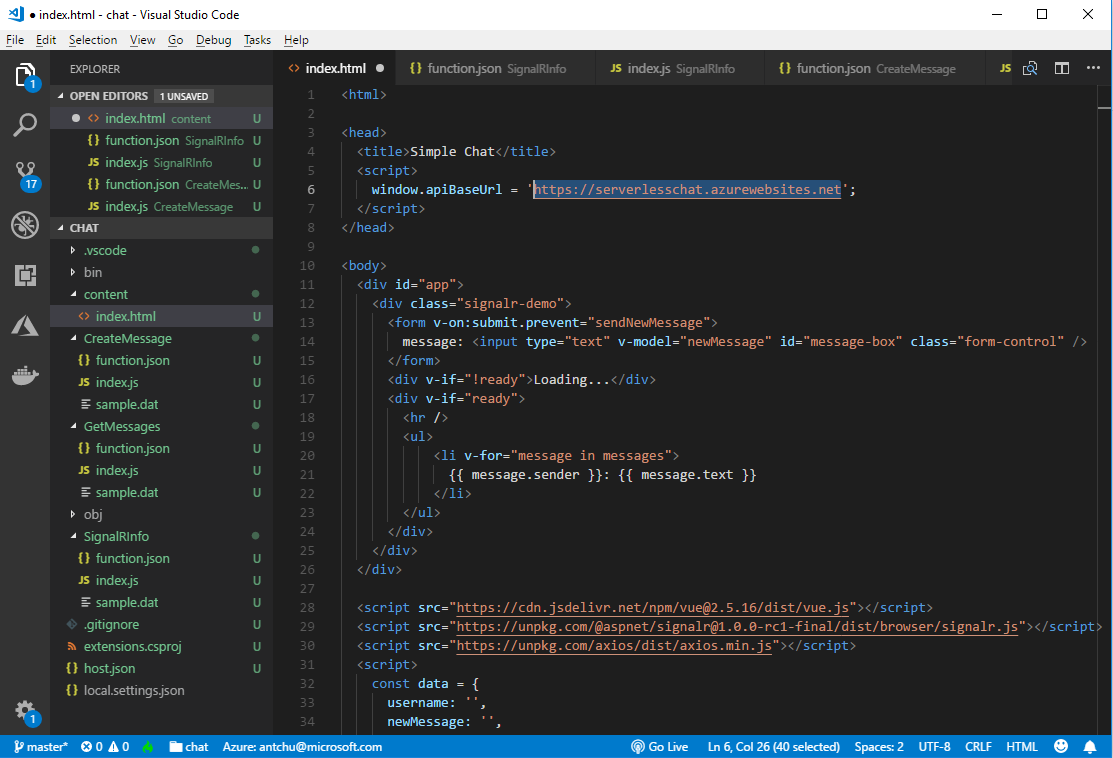 ● index.html - chat - Visual Studio Code
File Edit Selection View Go Debug Tasks Help
EXPLORER
OPEN EDITORS 1 UNSAVED
index.html content U
{} function.json SignalRInfo U
JS index.js SignalRInfo U
{} function.json CreateMes... U
JS index.js CreateMessage U
CHAT
.vscode
bin
content
<> index.html U
CreateMessage
{} function.json U
JS index.js U
sample.dat U
GetMessages
{} function.json U
JS index.js U
sample.dat U
obj
SignalRInfo
{} function.json U
JS index.js U
sample.dat U
.gitignore U
extensions.csproj U
{} host.json U
{} local.settings.json
1
17
1
<> index.html ● {} function.json SignalRInfo JS index.js SignalRInfo {} function.json CreateMessage JS ...
1 <html>
2
3 <head>
4 <title>Simple Chat</title>
5 <script>
6 window.apiBaseUrl = 'https://serverlesschat.azurewebsites.net';
7 </script>
8 </head>
9
10 <body>
11 <div id="app">
12 <div class="signalr-demo">
13 <form v-on:submit.prevent="sendNewMessage">
14 message: <input type="text" v-model="newMessage" id="message-box" class="form-control" />
15 </form>
16 <div v-if="!ready">Loading...</div>
17 <div v-if="ready">
18 <hr />
19 <ul>
20 <li v-for="message in messages">
21 {{ message.sender }}: {{ message.text }}
22 </li>
23 </ul>
24 </div>
25 </div>
26 </div>
27
28 <script src="https://cdn.jsdelivr.net/npm/vue@2.5.16/dist/vue.js"></script>
29 <script src="https://unpkg.com/@aspnet/signalr@1.0.0-rc1-final/dist/browser/signalr.js"></script>
30 <script src="https://unpkg.com/axios/dist/axios.min.js"></script>
31 <script>
32 const data = {
33 username: '',
34 newMessage: '',
master* 0 0 chat Azure: antchu@microsoft.com Go Live Ln 6, Col 26 (40 selected) Spaces: 2 UTF-8 CRLF HTML